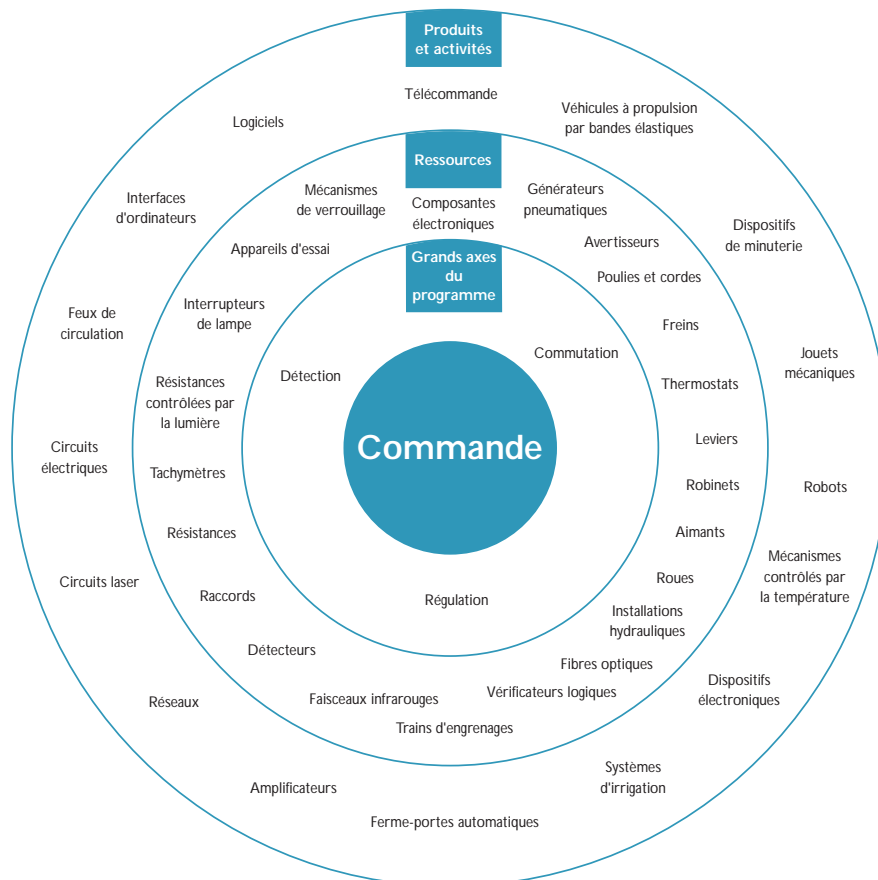 Produits
et activités
Télécommande
Véhicules à propulsion
par bandes élastiques
Dispositifs
de minuterie
Jouets
mécaniques
Robots
Mécanismes
contrôlés par
la température
Dispositifs
électroniques
Systèmes
d'irrigation
Ferme-portes automatiques
Amplificateurs
Réseaux
Circuits laser
Circuits
électriques
Feux de
circulation
Interfaces
d'ordinateurs
Logiciels
Ressources
Composantes
électroniques
Générateurs
pneumatiques
Avertisseurs
Poulies et cordes
Freins
Thermostats
Leviers
Robinets
Aimants
Roues
Installations
hydrauliques
Fibres optiques
Vérificateurs logiques
Trains d'engrenages
Faisceaux infrarouges
Détecteurs
Raccords
Résistances
Tachymètres
Résistances
contrôlées par
la lumière
Interrupteurs
de lampe
Appareils d'essai
Mécanismes
de verrouillage
Grands axes
du
programme
Commutation
Régulation
Détection
Commande